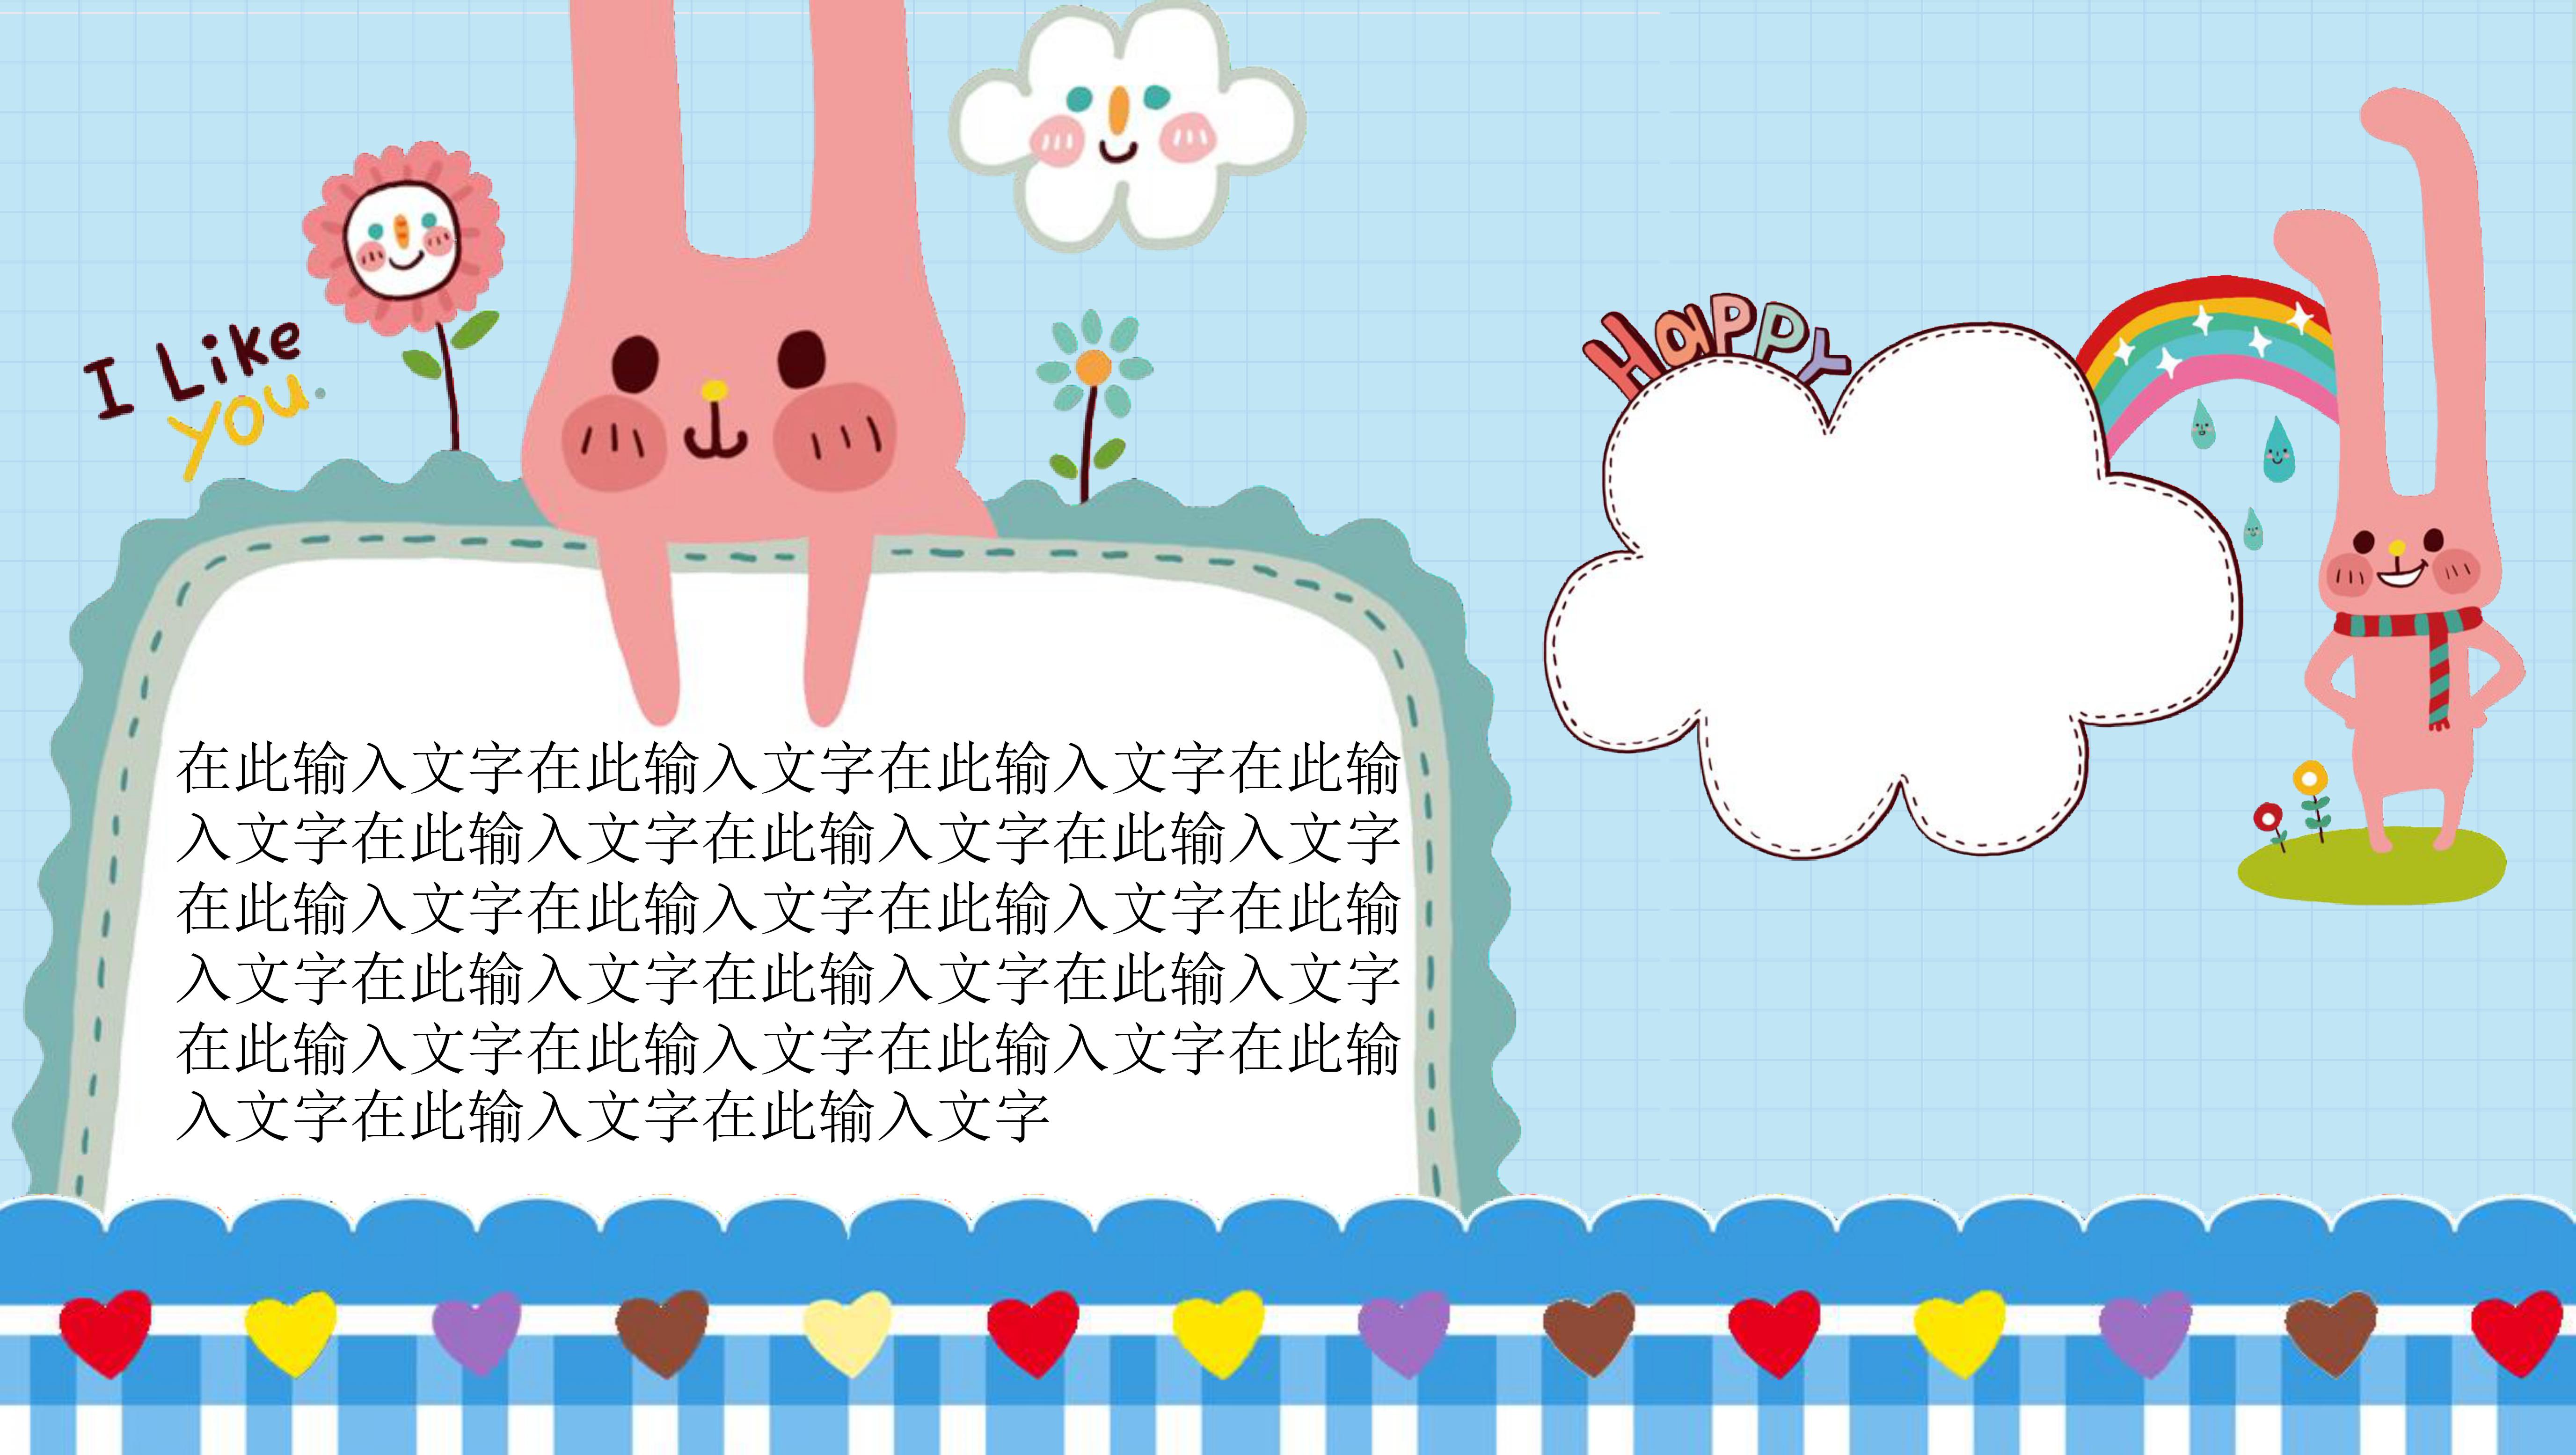 I Like
you.
Happy
在此输入文字在此输入文字在此输入文字在此输
入文字在此输入文字在此输入文字在此输入文字
在此输入文字在此输入文字在此输入文字在此输
入文字在此输入文字在此输入文字在此输入文字
在此输入文字在此输入文字在此输入文字在此输
入文字在此输入文字在此输入文字